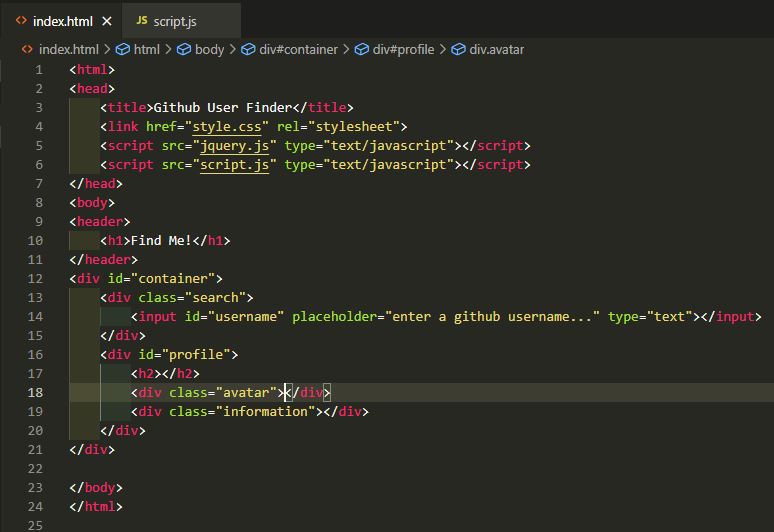 index.html × JS script.js
index.html > html > body > div#container > div#profile > div.avatar
1 <html>
2 <head>
3     <title>Github User Finder</title>
4     <link href="style.css" rel="stylesheet">
5     <script src="jquery.js" type="text/javascript"></script>
6     <script src="script.js" type="text/javascript"></script>
7 </head>
8 <body>
9 <header>
10     <h1>Find Me!</h1>
11 </header>
12 <div id="container">
13     <div class="search">
14         <input id="username" placeholder="enter a github username..." type="text"></input>
15     </div>
16     <div id="profile">
17         <h2></h2>
18         <div class="avatar"></div>
19         <div class="information"></div>
20     </div>
21 </div>
22
23 </body>
24 </html>
25